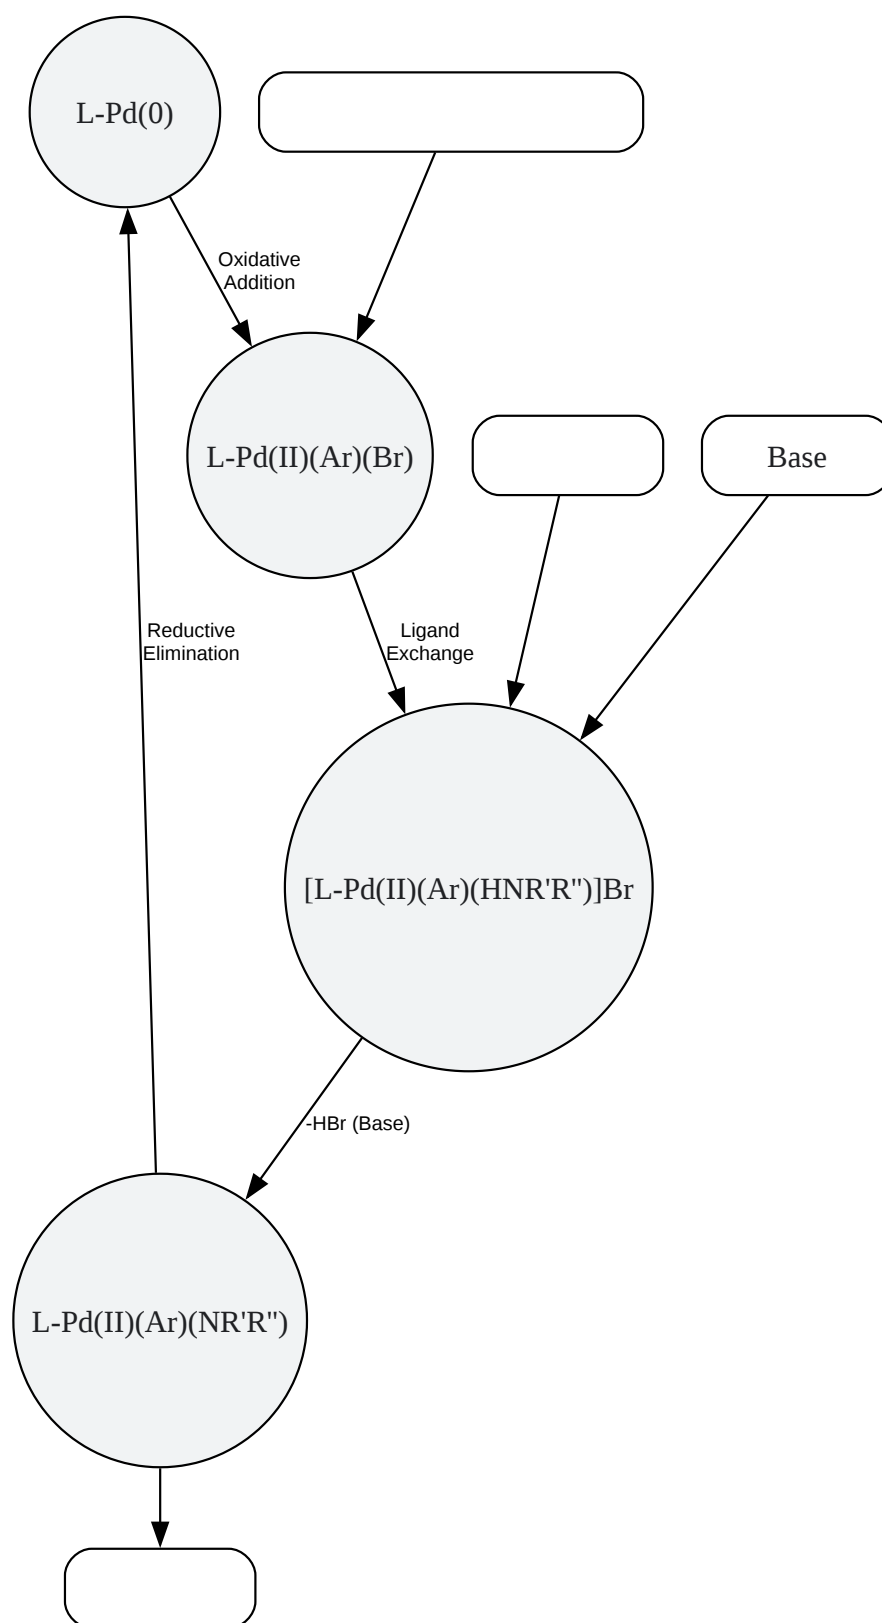 L-Pd(0)
Oxidative
Addition
L-Pd(II)(Ar)(Br)
Base
Reductive
Elimination
Ligand
Exchange
[L-Pd(II)(Ar)(HNR'R")]Br
-HBr (Base)
L-Pd(II)(Ar)(NR'R")